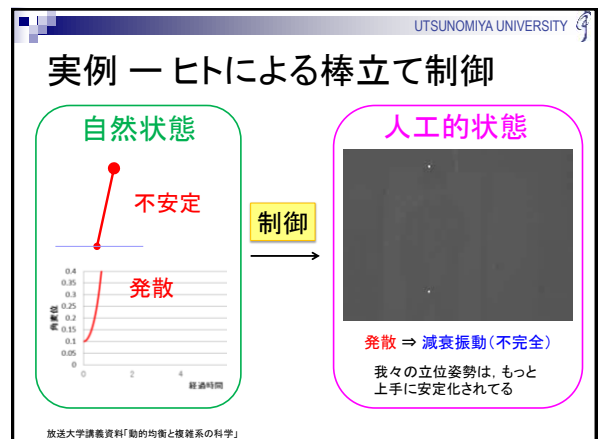 UTSUNOMIYA UNIVERSITY
実例 ー ヒトによる棒立て制御
自然状態
不安定
発散
0.4
0.35
0.3
0.25
0.2
0.15
0.1
0.05
0
角変位
0 2 4
経過時間
制御
人工的状態
発散 ⇒ 減衰振動(不完全)
我々の立位姿勢は，もっと
上手に安定化されてる
放送大学講義資料「動的均衡と複雑系の科学」